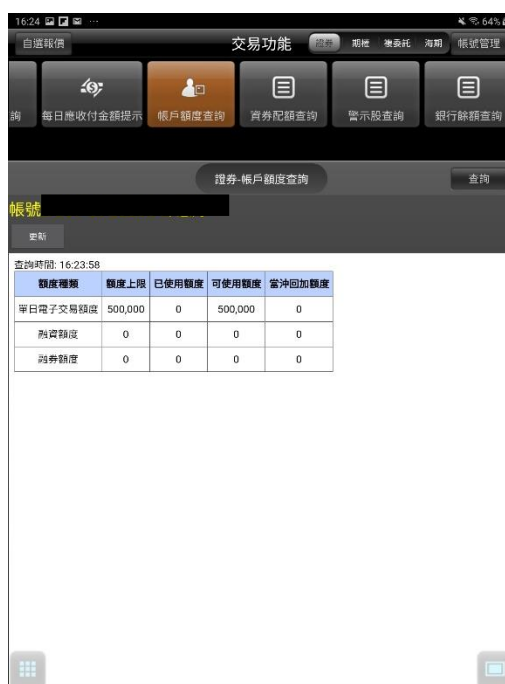 16:24 64%
自選報價 交易功能 證券 期權 複委託 海期 帳號管理
詢 每日應收付金額提示 帳戶額度查詢 資券配額查詢 警示股查詢 銀行餘額查詢
證券-帳戶額度查詢 查詢
帳號
更新
查詢時間: 16:23:58
額度種類 額度上限 已使用額度 可使用額度 當沖回加額度
單日電子交易額度 500,000 0 500,000 0
融資額度 0 0 0 0
融券額度 0 0 0 0